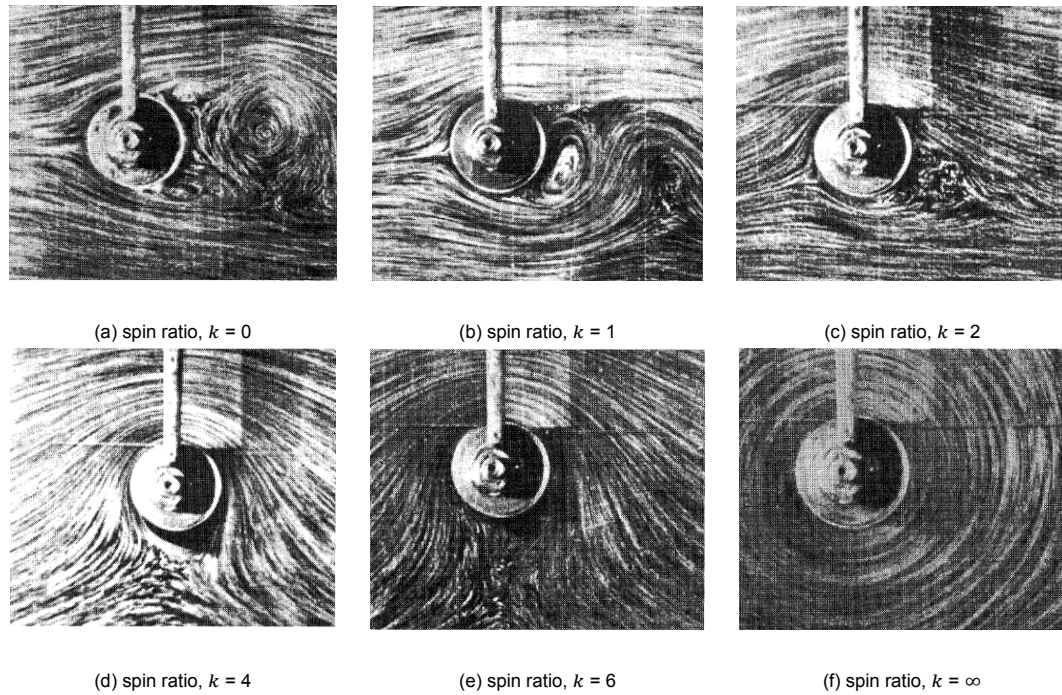 (a) spin ratio, k = 0
(b) spin ratio, k = 1
(c) spin ratio, k = 2
(d) spin ratio, k = 4
(e) spin ratio, k = 6
(f) spin ratio, k = ∞